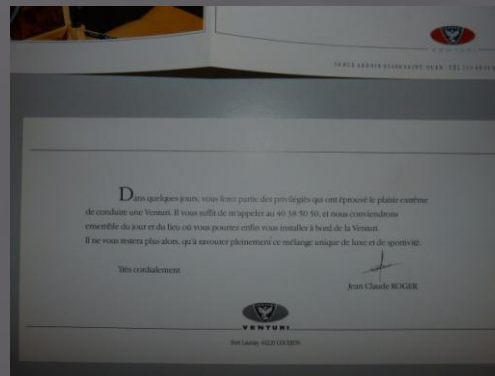 VENTURI
Dans quelques jours, vous ferez partie des privilégiés qui ont éprouvé le plaisir extrême
de conduire une Venturi. Il vous suffit de m'appeler au 40 38 50 50, et nous conviendrons
ensemble du jour et du lieu où vous pourrez enfin vous installer à bord de la Venturi.
Il ne vous restera plus alors, qu'à savourer pleinement ce mélange unique de luxe et de sportivité.
Très cordialement
Jean Claude ROGER
VENTURI